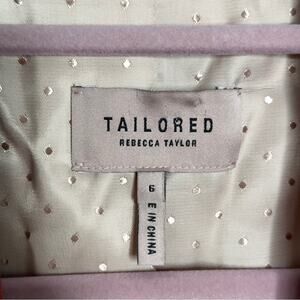 TAILORED
REBECCA TAYLOR
6
E IN CHINA